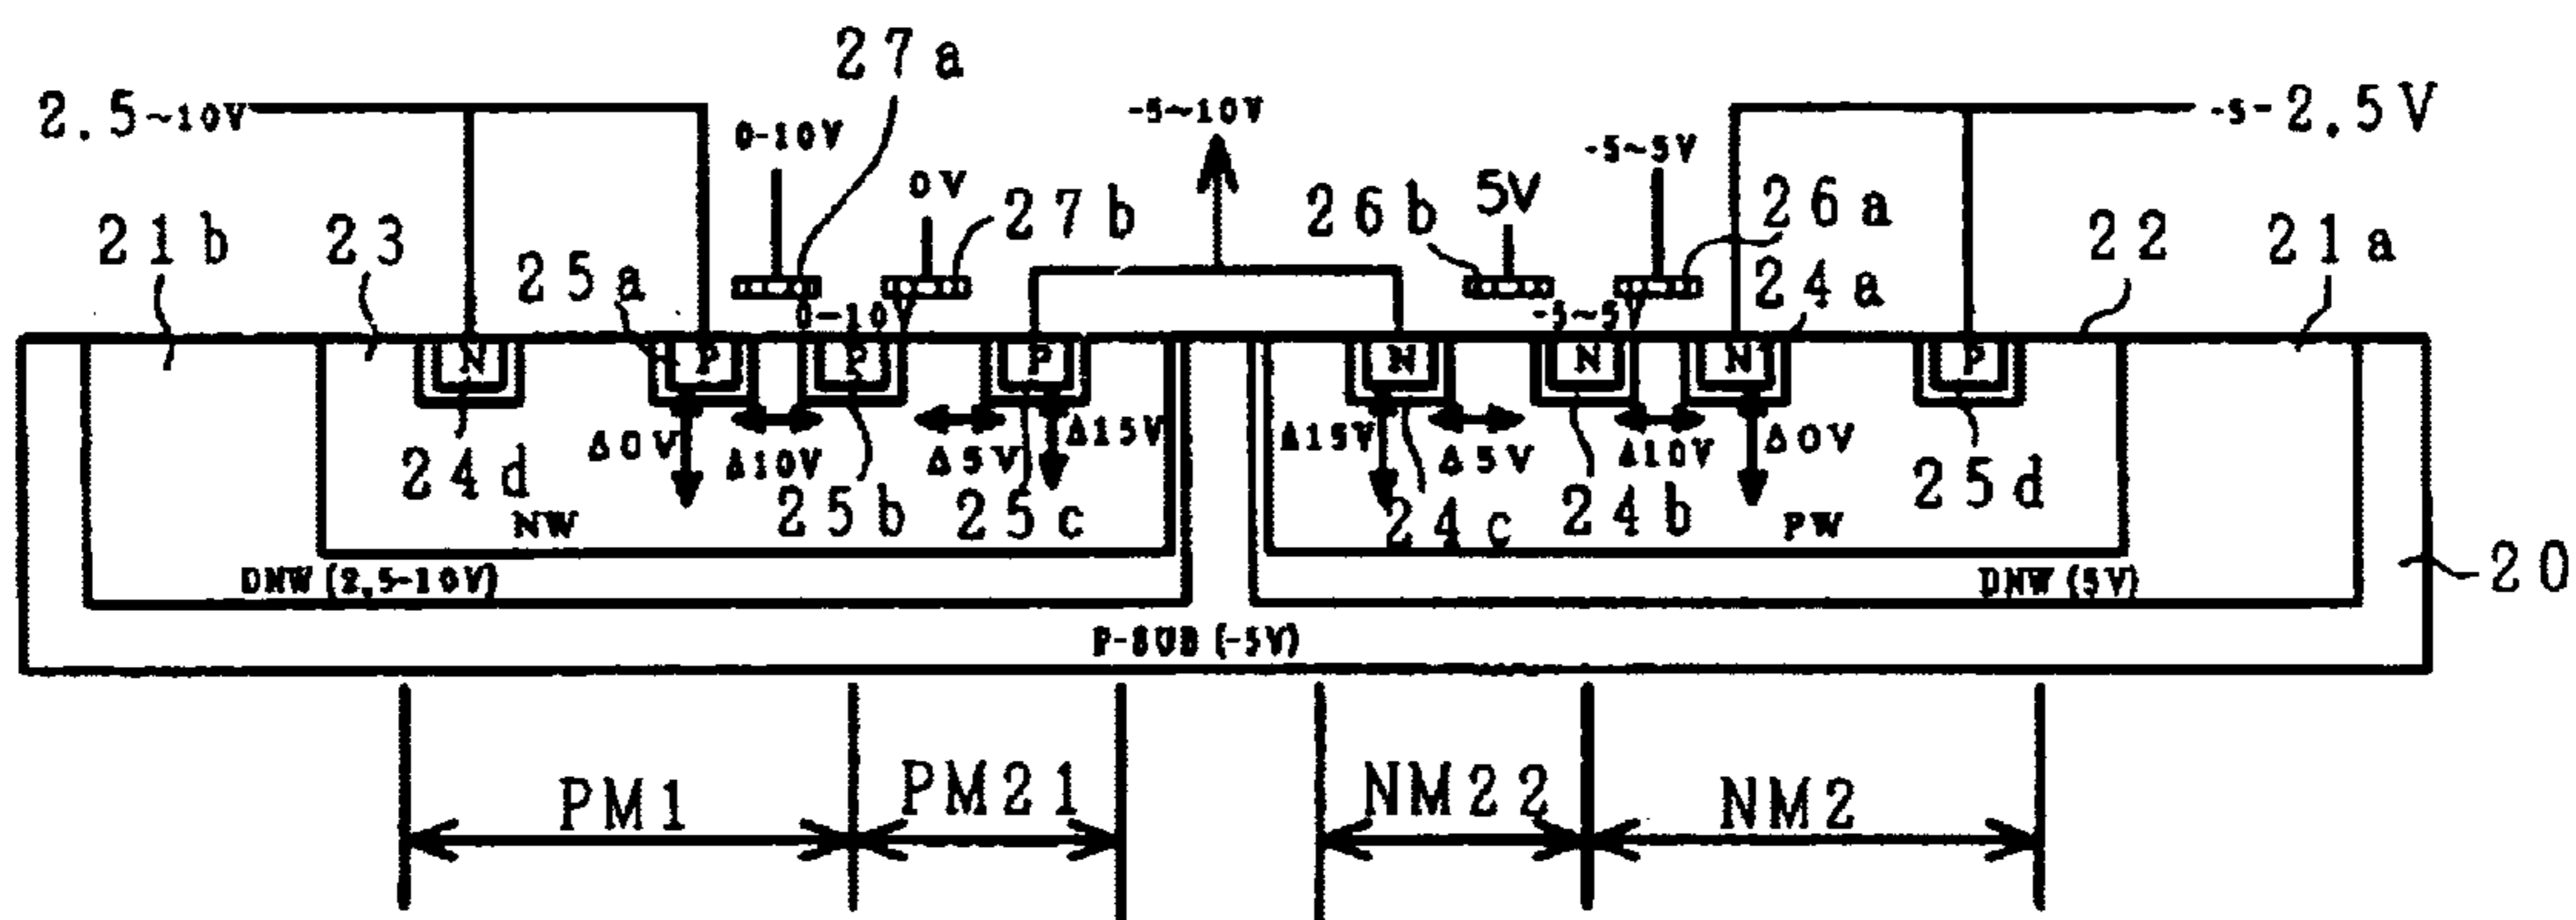 27a
2.5~10V
0-10V
-5~10V
-5-2.5V
0V
-5~5V
5V
21b
23
25a
27b
26b
26a
24a
22
21a
0-10V
-5~5V
N
P
P
P
N
N
N
P
Δ0V
Δ10V
Δ5V
Δ15V
Δ15V
Δ5V
Δ10V
Δ0V
24d
25b
25c
24c
24b
25d
NW
PW
20
DNW (2,5-10V)
DNW (5V)
P-SUB (-5V)
PM1
PM21
NM22
NM2